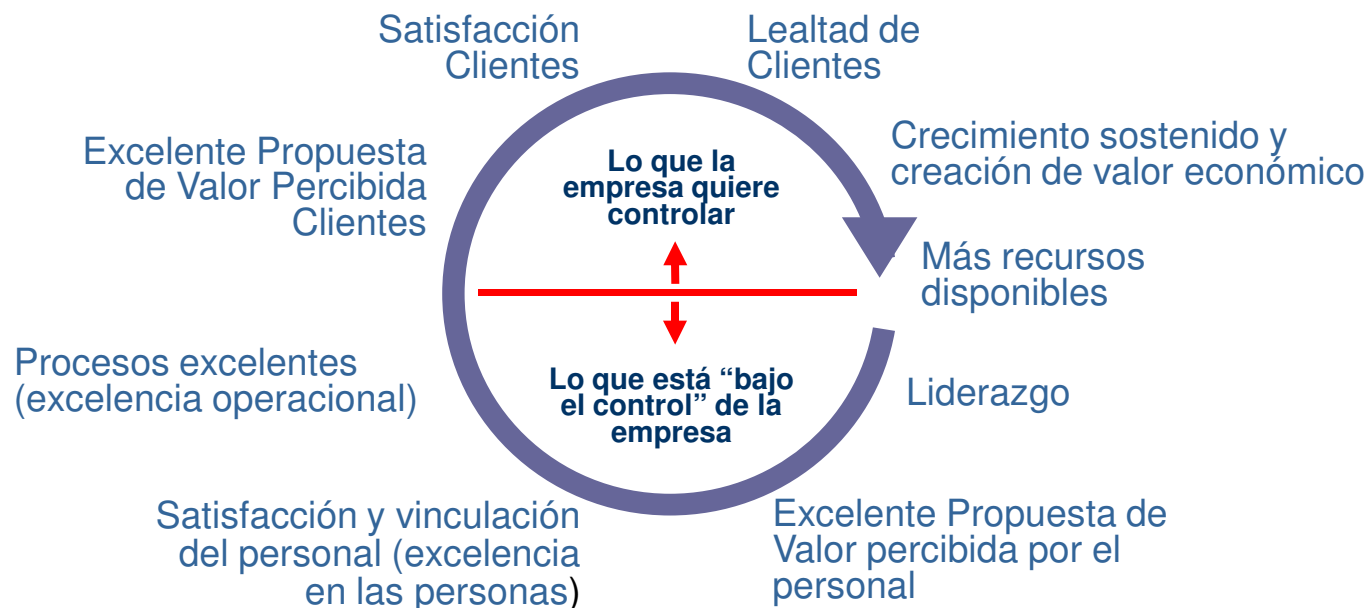 Satisfacción
Clientes
Lealtad de
Clientes
Excelente Propuesta
de Valor Percibida
Clientes
Lo que la
empresa quiere
controlar
Crecimiento sostenido y
creación de valor económico
Más recursos
disponibles
Procesos excelentes
(excelencia operacional)
Lo que está “bajo
el control” de la
empresa
Liderazgo
Satisfacción y vinculación
del personal (excelencia
en las personas)
Excelente Propuesta de
Valor percibida por el
personal